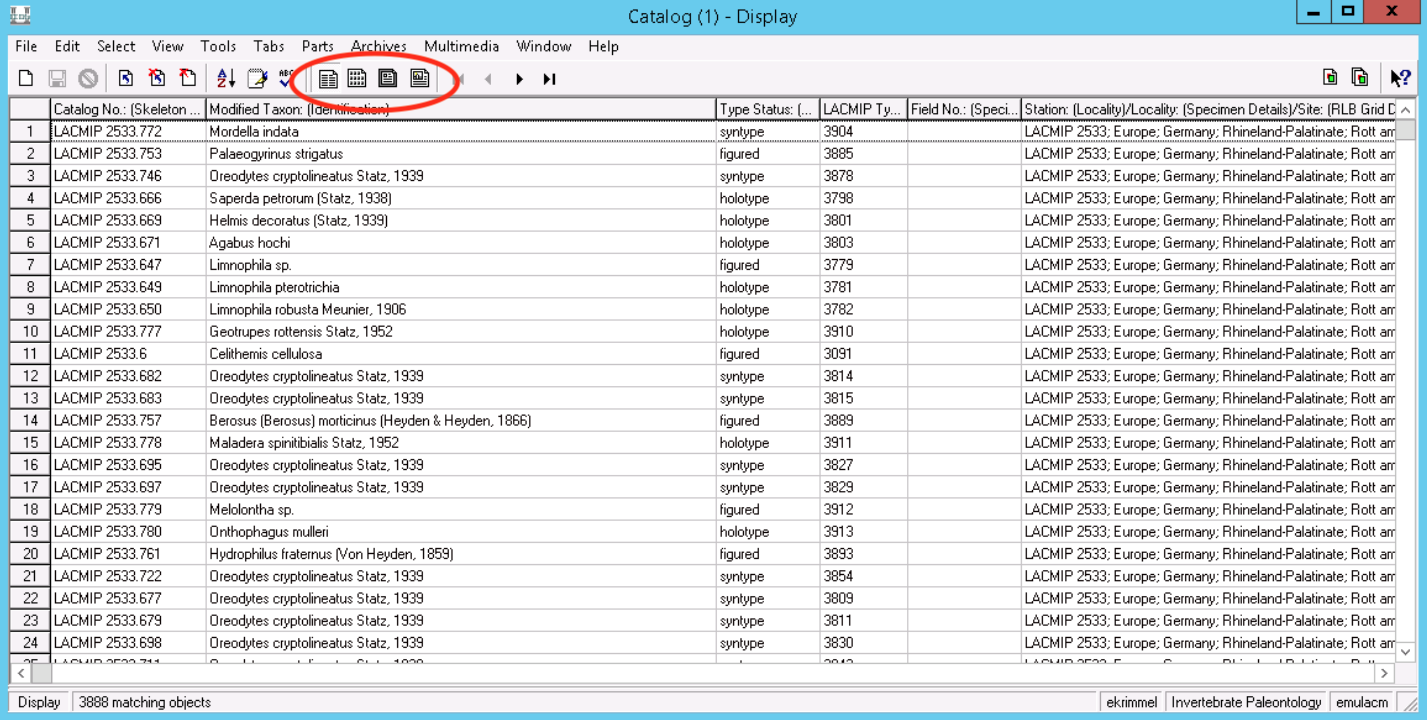 Catalog (1) - Display
File Edit Select View Tools Tabs Parts Archives Multimedia Window Help
Catalog No.: (Skeleton ... Modified Taxon: (Identification) Type Status: (... LACMIP Ty... Field No.: (Speci... Station: (Locality)/Locality: (Specimen Details)/Site: (RLB Grid D
1 LACMIP 2533.772 Mordella indata syntype 3904 LACMIP 2533; Europe; Germany; Rhineland-Palatinate; Rott am
2 LACMIP 2533.753 Palaeogyrinus strigatus figured 3885 LACMIP 2533; Europe; Germany; Rhineland-Palatinate; Rott am
3 LACMIP 2533.746 Oreodytes cryptolineatus Statz, 1939 syntype 3878 LACMIP 2533; Europe; Germany; Rhineland-Palatinate; Rott am
4 LACMIP 2533.666 Saperda petrorum (Statz, 1938) holotype 3798 LACMIP 2533; Europe; Germany; Rhineland-Palatinate; Rott am
5 LACMIP 2533.669 Helmis decoratus (Statz, 1939) holotype 3801 LACMIP 2533; Europe; Germany; Rhineland-Palatinate; Rott am
6 LACMIP 2533.671 Agabus hochi holotype 3803 LACMIP 2533; Europe; Germany; Rhineland-Palatinate; Rott am
7 LACMIP 2533.647 Limnophila sp. figured 3779 LACMIP 2533; Europe; Germany; Rhineland-Palatinate; Rott am
8 LACMIP 2533.649 Limnophila pterotrichia holotype 3781 LACMIP 2533; Europe; Germany; Rhineland-Palatinate; Rott am
9 LACMIP 2533.650 Limnophila robusta Meunier, 1906 holotype 3782 LACMIP 2533; Europe; Germany; Rhineland-Palatinate; Rott am
10 LACMIP 2533.777 Geotrupes rottensis Statz, 1952 holotype 3910 LACMIP 2533; Europe; Germany; Rhineland-Palatinate; Rott am
11 LACMIP 2533.6 Celithemis cellulosa figured 3091 LACMIP 2533; Europe; Germany; Rhineland-Palatinate; Rott am
12 LACMIP 2533.682 Oreodytes cryptolineatus Statz, 1939 syntype 3814 LACMIP 2533; Europe; Germany; Rhineland-Palatinate; Rott am
13 LACMIP 2533.683 Oreodytes cryptolineatus Statz, 1939 syntype 3815 LACMIP 2533; Europe; Germany; Rhineland-Palatinate; Rott am
14 LACMIP 2533.757 Berosus (Berosus) morticinus (Heyden & Heyden, 1866) figured 3889 LACMIP 2533; Europe; Germany; Rhineland-Palatinate; Rott am
15 LACMIP 2533.778 Maladera spinitibialis Statz, 1952 holotype 3911 LACMIP 2533; Europe; Germany; Rhineland-Palatinate; Rott am
16 LACMIP 2533.695 Oreodytes cryptolineatus Statz, 1939 syntype 3827 LACMIP 2533; Europe; Germany; Rhineland-Palatinate; Rott am
17 LACMIP 2533.697 Oreodytes cryptolineatus Statz, 1939 syntype 3829 LACMIP 2533; Europe; Germany; Rhineland-Palatinate; Rott am
18 LACMIP 2533.779 Melolontha sp. figured 3912 LACMIP 2533; Europe; Germany; Rhineland-Palatinate; Rott am
19 LACMIP 2533.780 Onthophagus mulleri holotype 3913 LACMIP 2533; Europe; Germany; Rhineland-Palatinate; Rott am
20 LACMIP 2533.761 Hydrophilus fraternus (Von Heyden, 1859) figured 3893 LACMIP 2533; Europe; Germany; Rhineland-Palatinate; Rott am
21 LACMIP 2533.722 Oreodytes cryptolineatus Statz, 1939 syntype 3854 LACMIP 2533; Europe; Germany; Rhineland-Palatinate; Rott am
22 LACMIP 2533.677 Oreodytes cryptolineatus Statz, 1939 syntype 3809 LACMIP 2533; Europe; Germany; Rhineland-Palatinate; Rott am
23 LACMIP 2533.679 Oreodytes cryptolineatus Statz, 1939 syntype 3811 LACMIP 2533; Europe; Germany; Rhineland-Palatinate; Rott am
24 LACMIP 2533.698 Oreodytes cryptolineatus Statz, 1939 syntype 3830 LACMIP 2533; Europe; Germany; Rhineland-Palatinate; Rott am
Display 3888 matching objects ekrimmel Invertebrate Paleontology emulacm